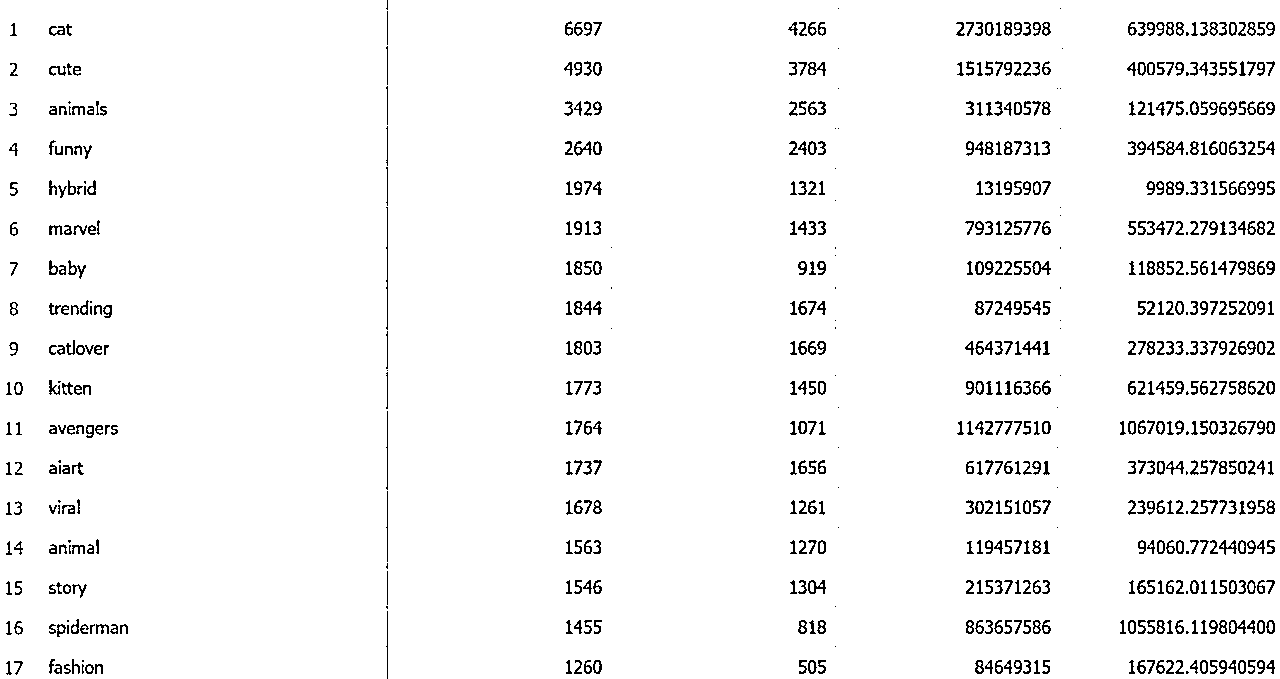 1 cat 6697 4266 2730189398 639988.138302859
2 cute 4930 3784 1515792236 400579.343551797
3 animals 3429 2563 311340578 121475.059695669
4 funny 2640 2403 948187313 394584.816063254
5 hybrid 1974 1321 13195907 9989.331566995
6 marvel 1913 1433 793125776 553472.279134682
7 baby 1850 919 109225504 118852.561479869
8 trending 1844 1674 87249545 52120.397252091
9 catlover 1803 1669 464371441 278233.337926902
10 kitten 1773 1450 901116366 621459.562758620
11 avengers 1764 1071 1142777510 1067019.150326790
12 aiart 1737 1656 617761291 373044.257850241
13 viral 1678 1261 302151057 239612.257731958
14 animal 1563 1270 119457181 94060.772440945
15 story 1546 1304 215371263 165162.011503067
16 spiderman 1455 818 863657586 1055816.119804400
17 fashion 1260 505 84649315 167622.405940594